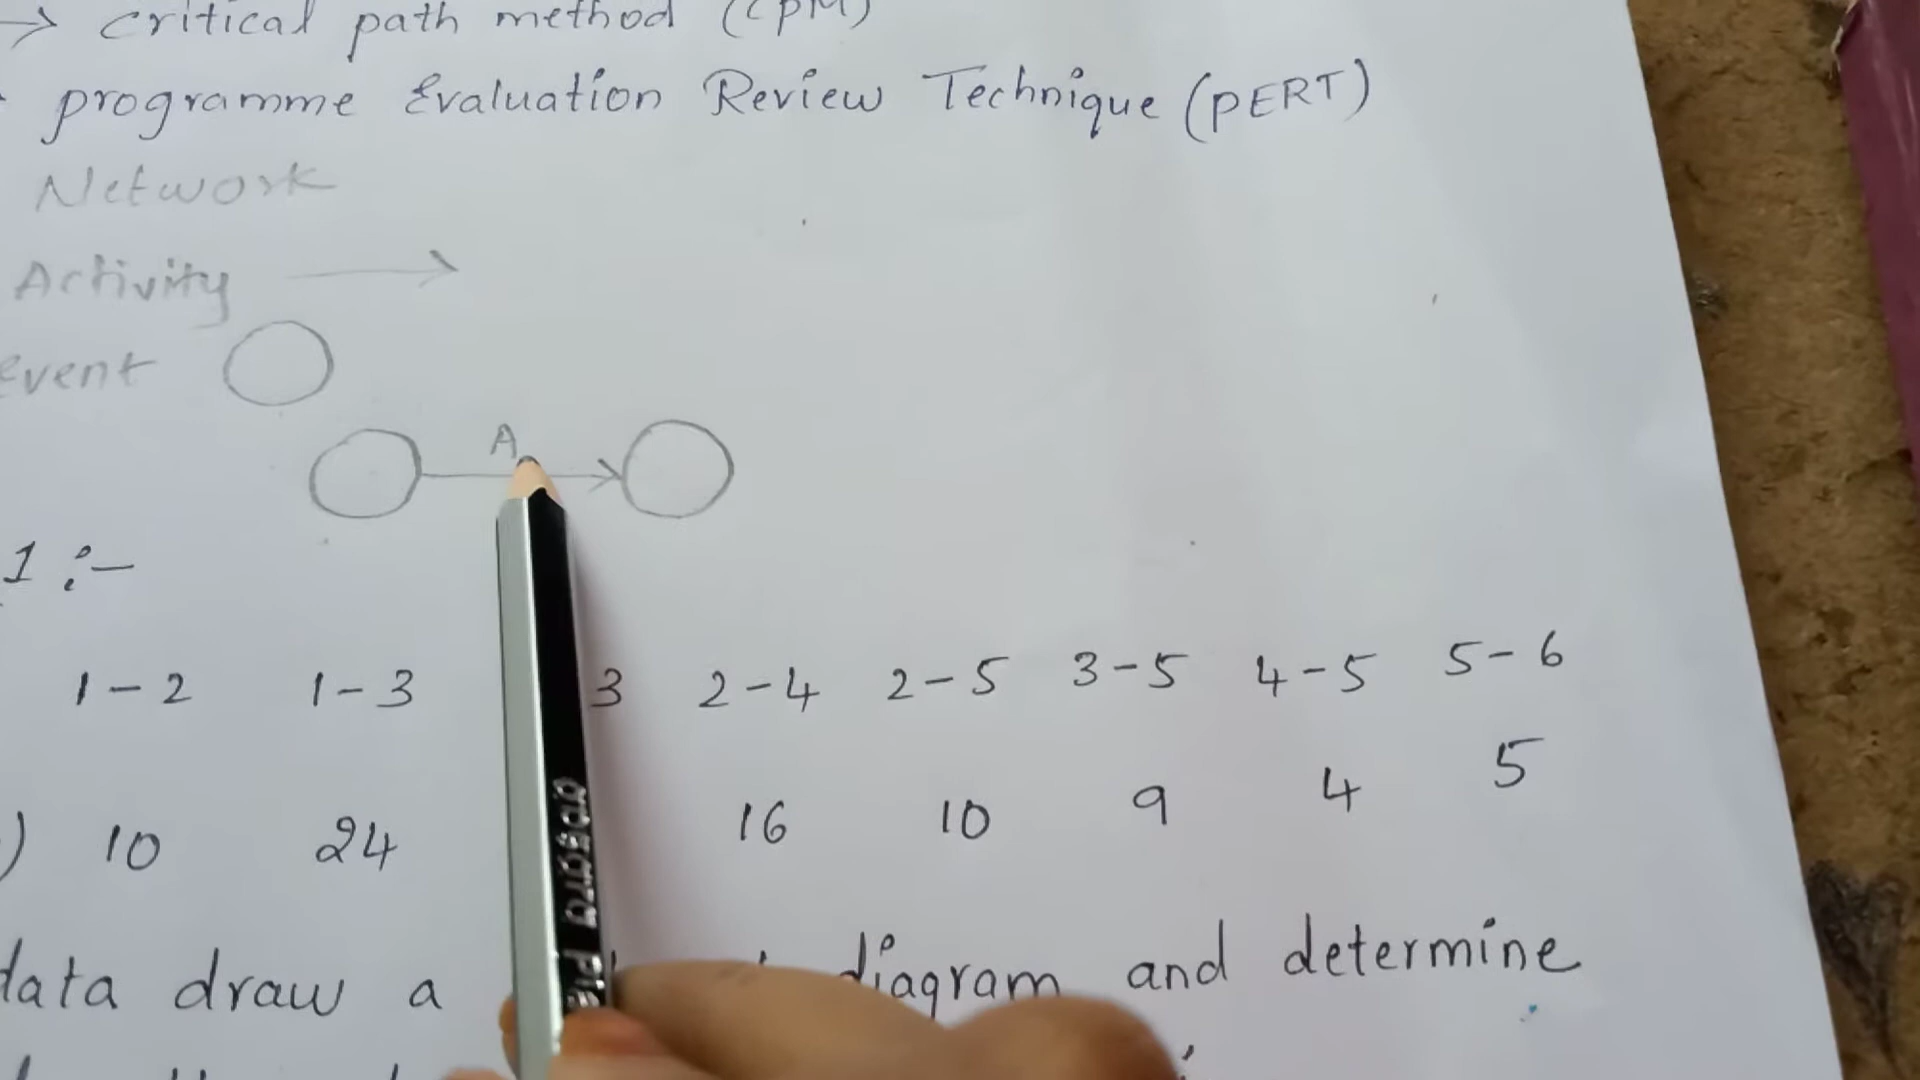 → Critical path method (CPM)
programme Evaluation Review Technique (PERT)
Network
Activity →
Event
A
1 :-
1-2 1-3 3 2-4 2-5 3-5 4-5 5-6
) 10 24 16 10 9 4 5
data draw a diagram and determine